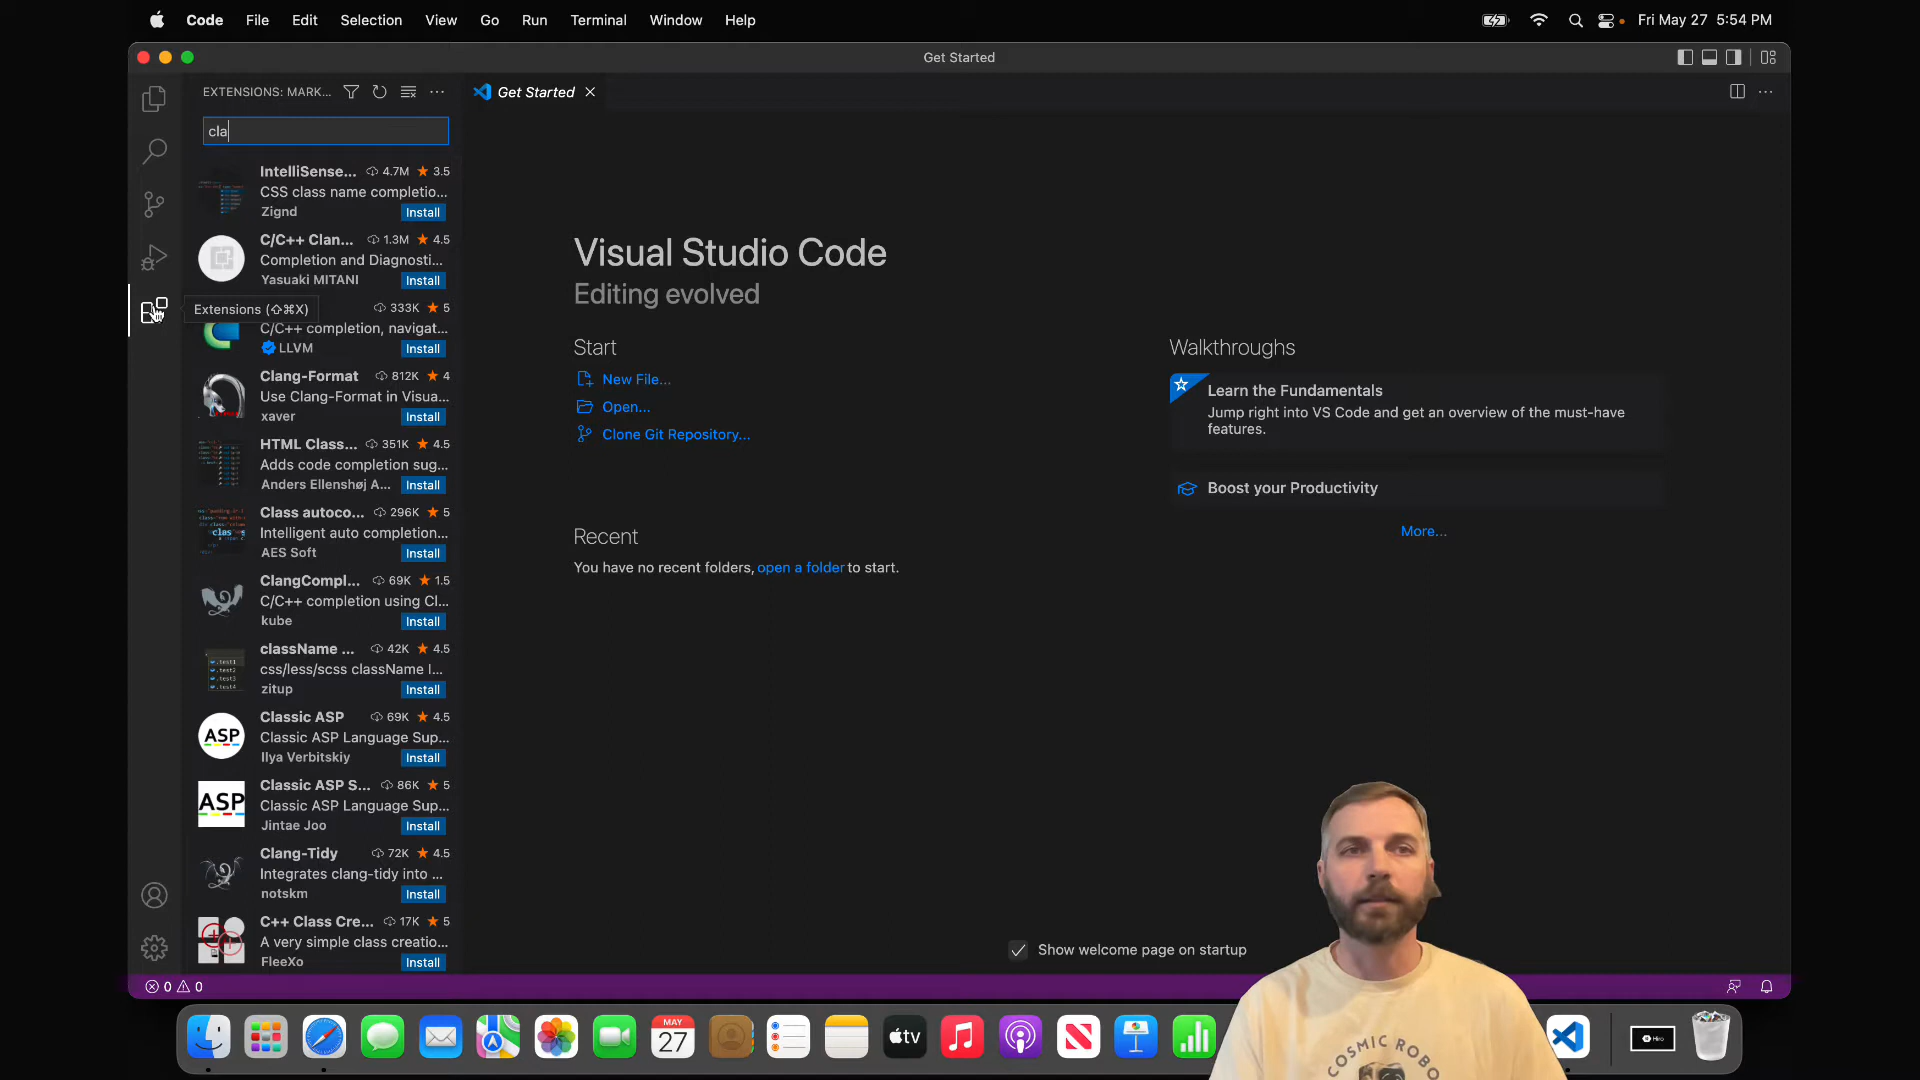 Code File Edit Selection View Go Run Terminal Window Help
Fri May 27 5:54 PM
Get Started
EXTENSIONS: MARK...
Get Started
cla
IntelliSense... 4.7M 3.5
CSS class name completio...
Zignd Install
C/C++ Clan... 1.3M 4.5
Completion and Diagnosti...
Yasuaki MITANI Install
Extensions (⇧⌘X)
333K 5
C/C++ completion, navigat...
LLVM Install
Clang-Format 812K 4
Use Clang-Format in Visua...
xaver Install
HTML Class... 351K 4.5
Adds code completion sug...
Anders Ellenshøj A... Install
Class autoco... 296K 5
Intelligent auto completion...
AES Soft Install
ClangCompl... 69K 1.5
C/C++ completion using Cl...
kube Install
className ... 42K 4.5
css/less/scss className I...
zitup Install
Classic ASP 69K 4.5
ASP
Classic ASP Language Sup...
Ilya Verbitskiy Install
Classic ASP S... 86K 5
ASP
Classic ASP Language Sup...
Jintae Joo Install
Clang-Tidy 72K 4.5
Integrates clang-tidy into ...
notskm Install
C++ Class Cre... 17K 5
A very simple class creatio...
FleeXo Install
Visual Studio Code
Editing evolved
Start
New File...
Open...
Clone Git Repository...
Recent
You have no recent folders, open a folder to start.
Walkthroughs
Learn the Fundamentals
Jump right into VS Code and get an overview of the must-have
features.
Boost your Productivity
More...
Show welcome page on startup
0 0
MAY
27
tv
Hiro
COSMIC ROBO